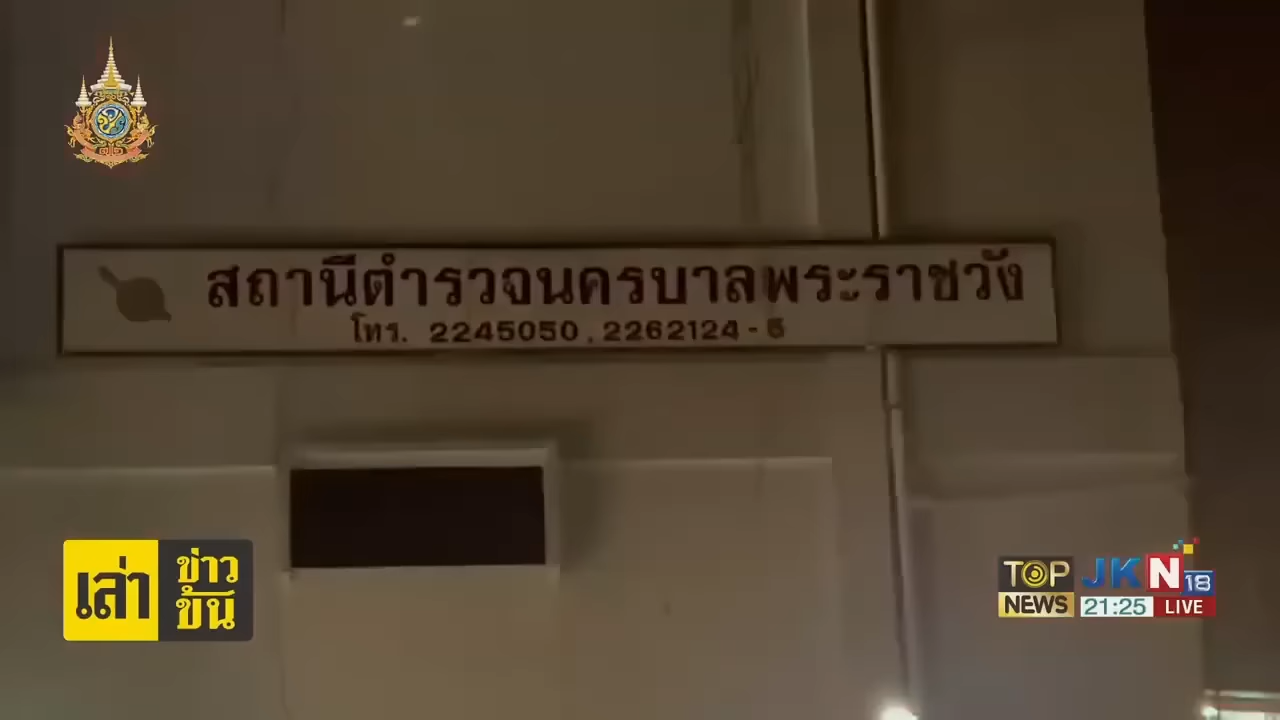 สถานีตำรวจนครบาลพระราชวัง
โทร. 2245050 , 2262124 - 5
เล่า
ข่าว
ข้น
TOP
NEWS
JKN18
21:25 LIVE